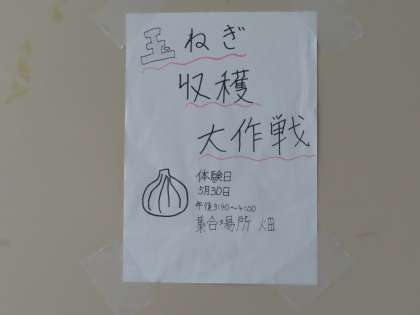 玉ねぎ
収穫
大作戦
体験日
5月30日
午後3:40~4:00
集合場所 畑